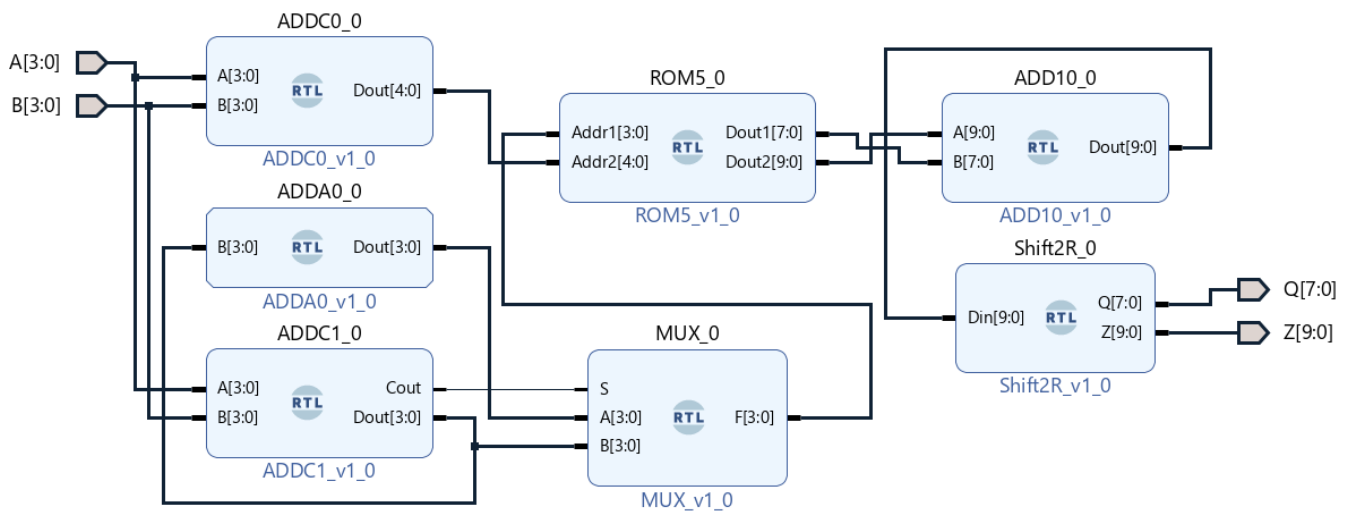 ADDC0_0
A[3:0]
B[3:0]
A[3:0]
B[3:0]
RTL
Dout[4:0]
ADDC0_v1_0
ADDA0_0
B[3:0]
RTL
Dout[3:0]
ADDA0_v1_0
ADDC1_0
A[3:0]
B[3:0]
RTL
Cout
Dout[3:0]
ADDC1_v1_0
ROM5_0
Addr1[3:0]
Addr2[4:0]
RTL
Dout1[7:0]
Dout2[9:0]
ROM5_v1_0
MUX_0
S
A[3:0]
B[3:0]
RTL
F[3:0]
MUX_v1_0
ADD10_0
A[9:0]
B[7:0]
RTL
Dout[9:0]
ADD10_v1_0
Shift2R_0
Din[9:0]
RTL
Q[7:0]
Z[9:0]
Shift2R_v1_0
Q[7:0]
Z[9:0]